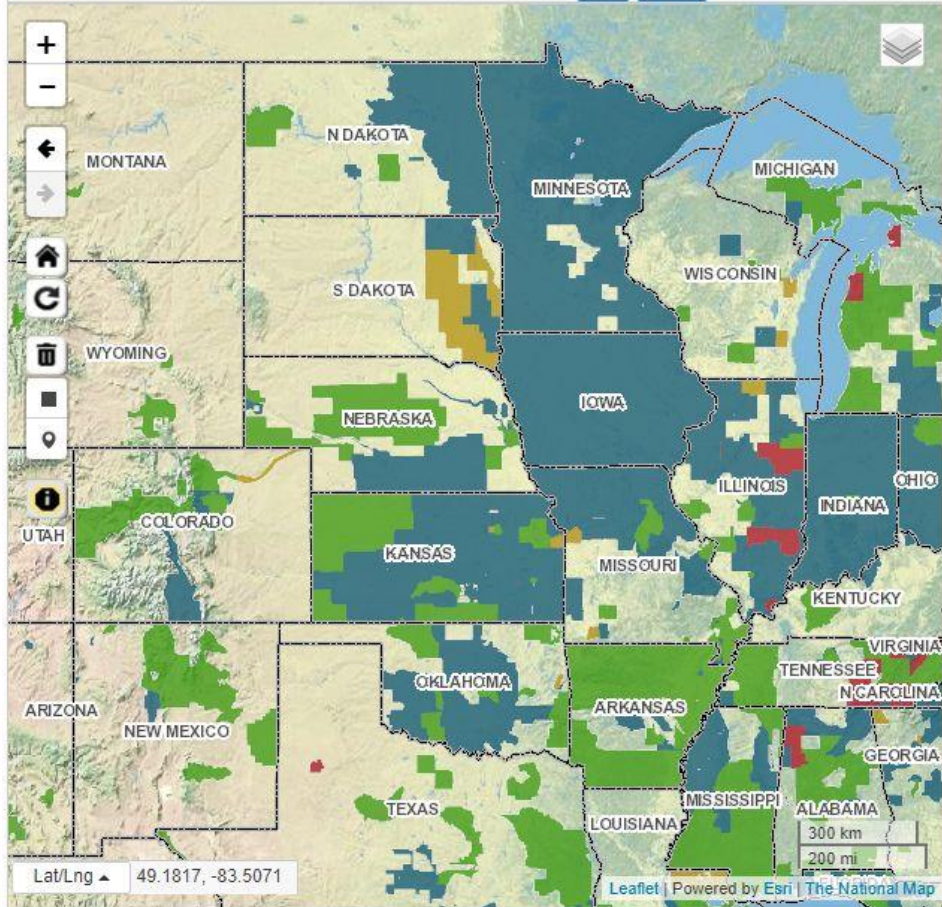 +
−
N DAKOTA
MONTANA
MINNESOTA
MICHIGAN
WISCONSIN
S DAKOTA
WYOMING
IOWA
NEBRASKA
OHIO
ILLINOIS
INDIANA
COLORADO
UTAH
KANSAS
MISSOURI
KENTUCKY
VIRGINIA
TENNESSEE
OKLAHOMA
N CAROLINA
ARIZONA
ARKANSAS
NEW MEXICO
GEORGIA
MISSISSIPPI
TEXAS
ALABAMA
LOUISIANA
300 km
200 mi
Lat/Lng 49.1817, -83.5071
FLORIDA
Leaflet | Powered by Esri | The National Map